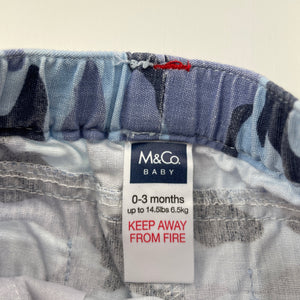 M&Co.
BABY
0-3 months
up to 14.5lbs 6.5kg
KEEP AWAY
FROM FIRE